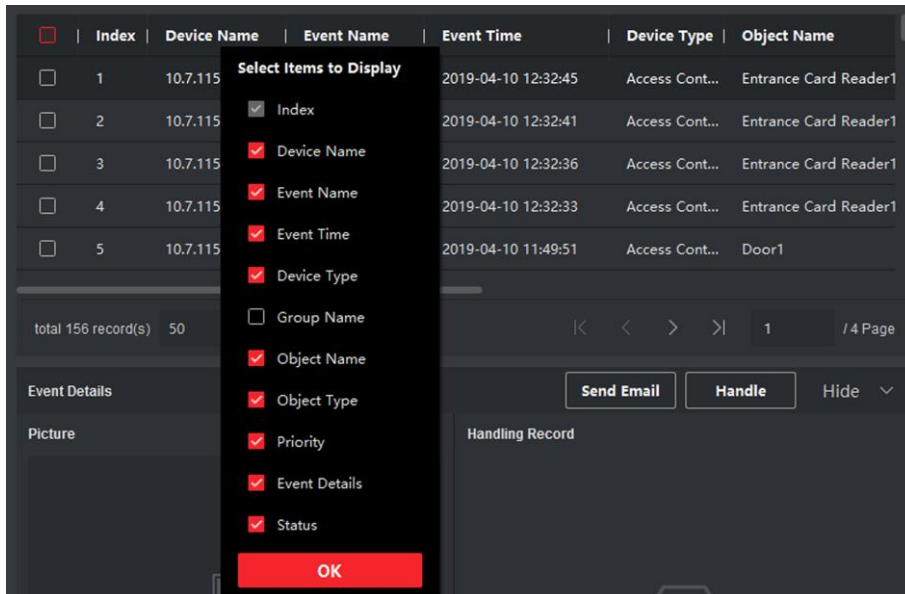 Index | Device Name | Event Name | Event Time | Device Type | Object Name
1 10.7.115 2019-04-10 12:32:45 Access Cont... Entrance Card Reader1
2 10.7.115 2019-04-10 12:32:41 Access Cont... Entrance Card Reader1
3 10.7.115 2019-04-10 12:32:36 Access Cont... Entrance Card Reader1
4 10.7.115 2019-04-10 12:32:33 Access Cont... Entrance Card Reader1
5 10.7.115 2019-04-10 11:49:51 Access Cont... Door1
Select Items to Display
Index
Device Name
Event Name
Event Time
Device Type
Group Name
Object Name
Object Type
Priority
Event Details
Status
OK
total 156 record(s) 50 1 / 4 Page
Event Details Send Email Handle Hide
Picture Handling Record